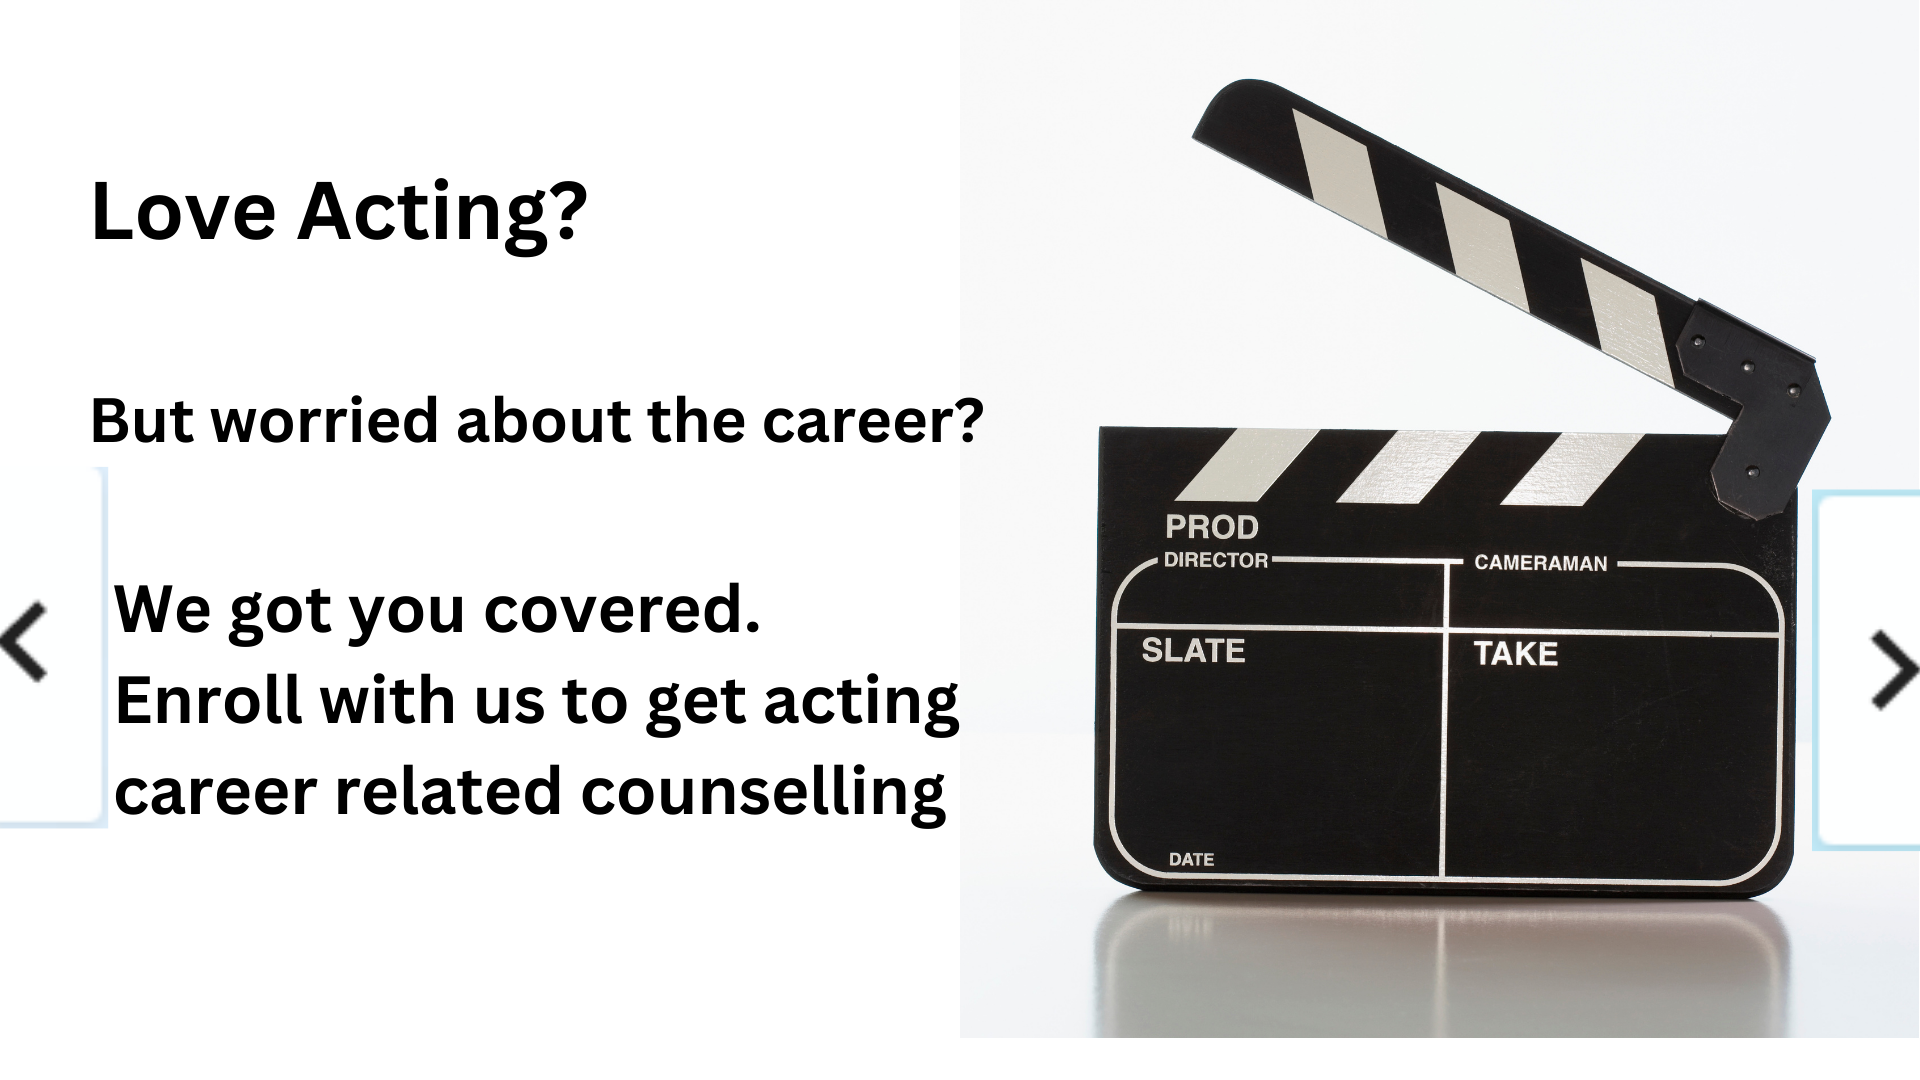 Love Acting?
But worried about the career?
We got you covered.
Enroll with us to get acting
career related counselling
PROD
DIRECTOR
CAMERAMAN
SLATE
TAKE
DATE